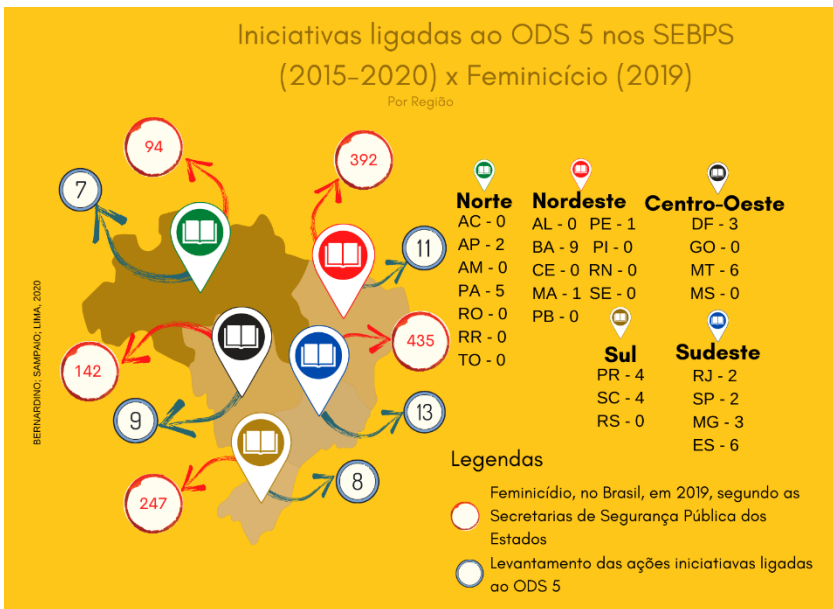 Iniciativas ligadas ao ODS 5 nos SEBPS
(2015-2020) x Feminicício (2019)
Por Região
94
392
7
11
435
142
9
13
247
8
BERNARDINO; SAMPAIO; LIMA, 2020
Norte
AC - 0
AP - 2
AM - 0
PA - 5
RO - 0
RR - 0
TO - 0
Nordeste
AL - 0 PE - 1
BA - 9 PI - 0
CE - 0 RN - 0
MA - 1 SE - 0
PB - 0
Centro-Oeste
DF - 3
GO - 0
MT - 6
MS - 0
Sul
PR - 4
SC - 4
RS - 0
Sudeste
RJ - 2
SP - 2
MG - 3
ES - 6
Legendas
Feminicídio, no Brasil, em 2019, segundo as
Secretarias de Segurança Pública dos
Estados
Levantamento das ações iniciatiavas ligadas
ao ODS 5